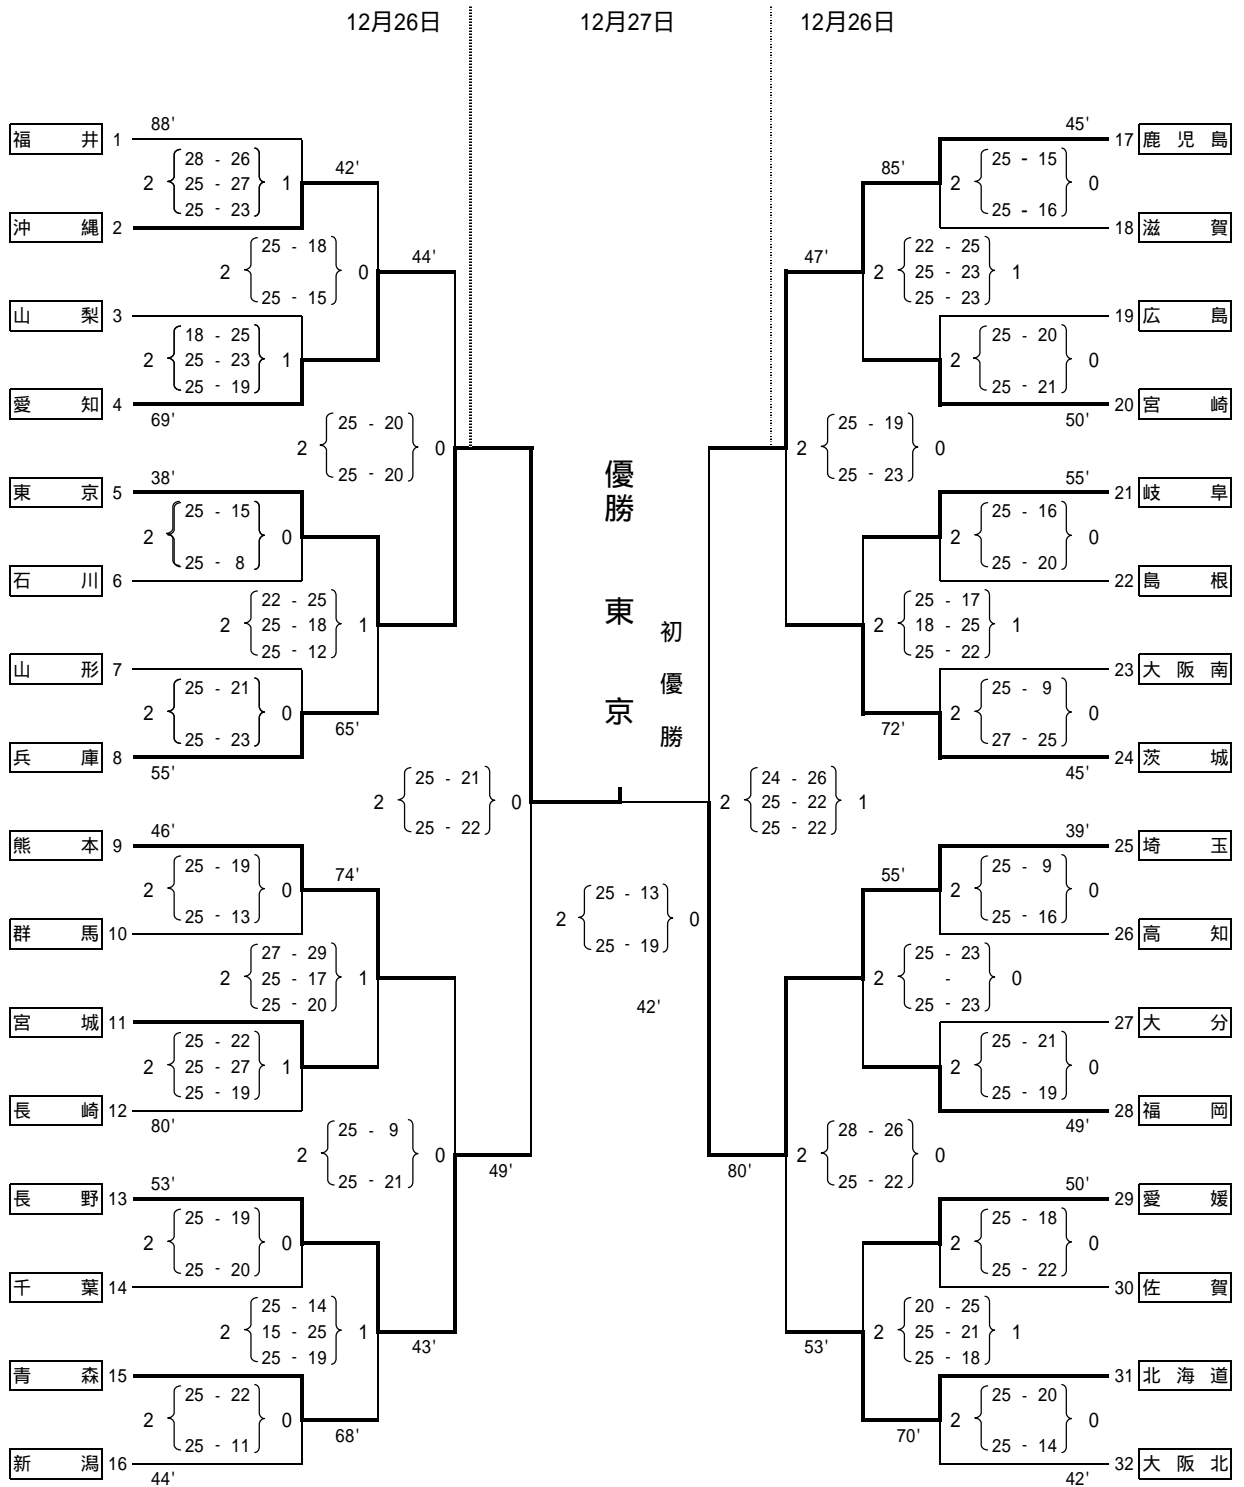 12月26日 12月27日 12月26日
福井 1 88'
2 28 - 26 1
25 - 27
25 - 23
42'
沖縄 2
2 25 - 18 0
25 - 15
44'
山梨 3
2 18 - 25 1
25 - 23
25 - 19
愛知 4
69'
2 25 - 20 0
25 - 20
東京 5 38'
2 25 - 15 0
25 - 8
石川 6
2 22 - 25 1
25 - 18
25 - 12
山形 7
2 25 - 21 0
25 - 23
65'
兵庫 8
55'
2 25 - 21 0
25 - 22
熊本 9 46'
2 25 - 19 0
25 - 13
74'
群馬 10
2 27 - 29 1
25 - 17
25 - 20
宮城 11
2 25 - 22 1
25 - 27
25 - 19
長崎 12
80'
2 25 - 9 0
25 - 21
49'
長野 13 53'
2 25 - 19 0
25 - 20
千葉 14
2 25 - 14 1
15 - 25
25 - 19
43'
青森 15
2 25 - 22 0
25 - 11
68'
新潟 16
44'
優勝
東京
初優勝
2 25 - 13 0
25 - 19
42'
45' 17 鹿児島
85'
2 25 - 15 0
25 - 16
18 滋賀
47'
2 22 - 25 1
25 - 23
25 - 23
19 広島
2 25 - 20 0
25 - 21
20 宮崎
50'
2 25 - 19 0
25 - 23
55' 21 岐阜
2 25 - 16 0
25 - 20
22 島根
2 25 - 17 1
18 - 25
25 - 22
23 大阪南
2 25 - 9 0
27 - 25
72'
24 茨城
45'
2 24 - 26 1
25 - 22
25 - 22
39' 25 埼玉
55'
2 25 - 9 0
25 - 16
26 高知
2 25 - 23 0
-
25 - 23
27 大分
2 25 - 21 0
25 - 19
28 福岡
49'
2 28 - 26 0
25 - 22
80'
50' 29 愛媛
2 25 - 18 0
25 - 22
30 佐賀
2 20 - 25 1
25 - 21
25 - 18
53'
31 北海道
2 25 - 20 0
25 - 14
70'
32 大阪北
42'